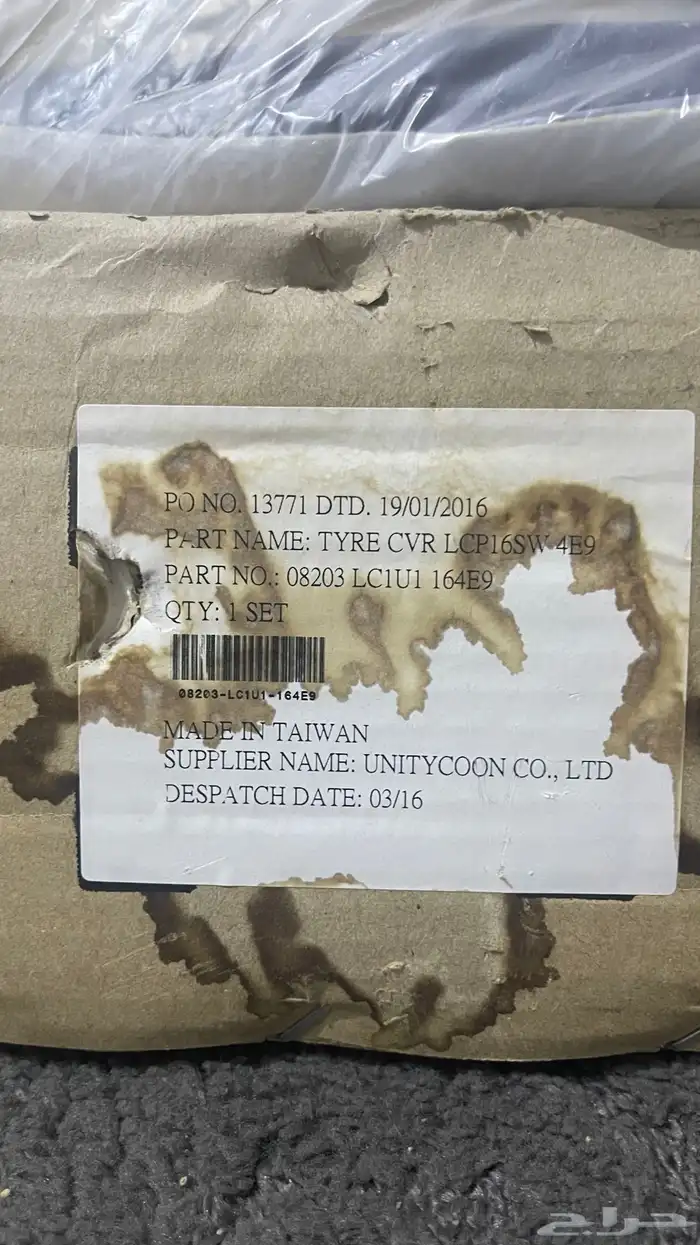 PO NO. 13771 DTD. 19/01/2016
PART NAME: TYRE CVR LCP16SW 4E9
PART NO.: 08203 LC1U1 164E9
QTY: 1 SET
08203-LC1U1-164E9
MADE IN TAIWAN
SUPPLIER NAME: UNITYCOON CO., LTD
DESPATCH DATE: 03/16
حراج